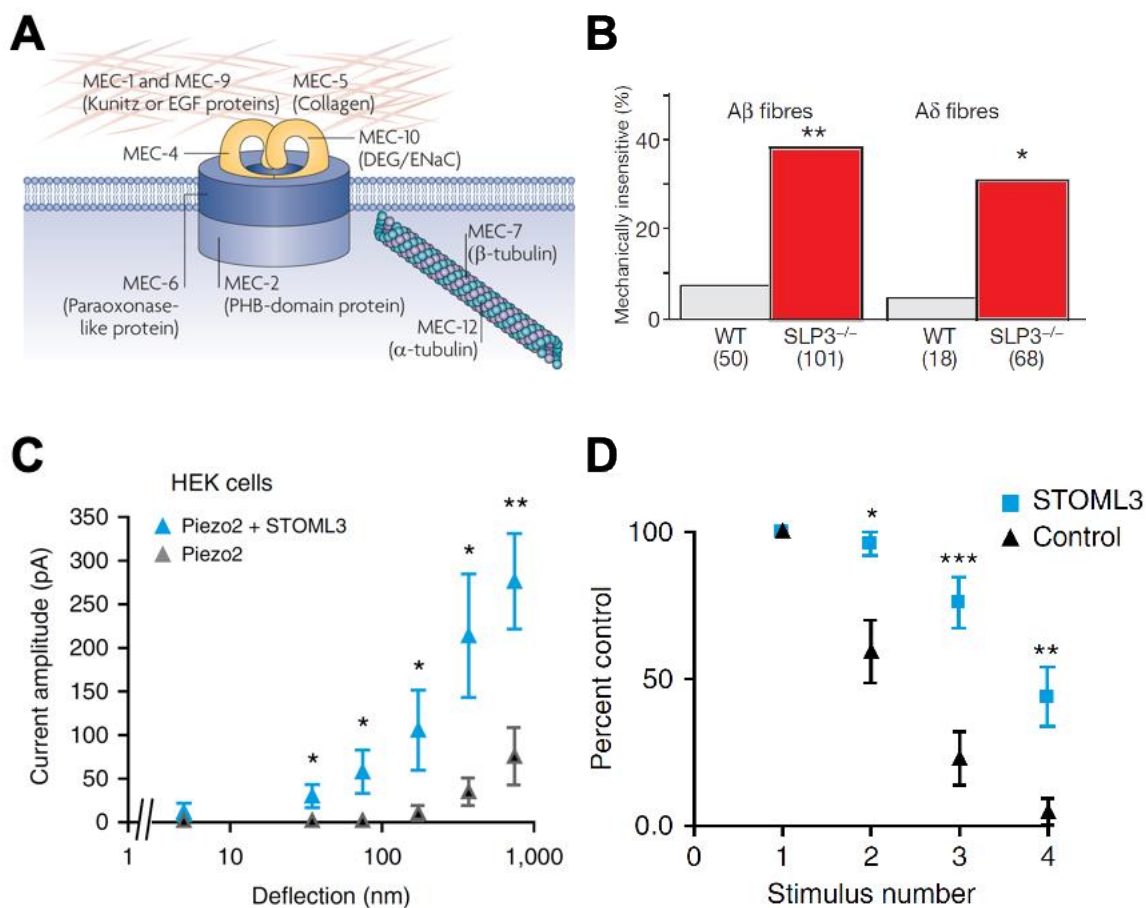 A
MEC-1 and MEC-9
(Kunitz or EGF proteins)
MEC-5
(Collagen)
MEC-4
MEC-10
(DEG/ENaC)
MEC-7
(β-tubulin)
MEC-6
(Paraoxonase-
like protein)
MEC-2
(PHB-domain protein)
MEC-12
(α-tubulin)
B
Mechanically insensitive (%)
Aβ fibres
Aδ fibres
**
*
40
20
0
WT
(50)
SLP3–/–
(101)
WT
(18)
SLP3–/–
(68)
C
HEK cells
Piezo2 + STOML3
Piezo2
Current amplitude (pA)
350
300
250
200
150
100
50
0
*
*
*
*
**
1
10
100
1,000
Deflection (nm)
D
STOML3
Control
Percent control
100
50
0.0
*
***
**
0
1
2
3
4
Stimulus number